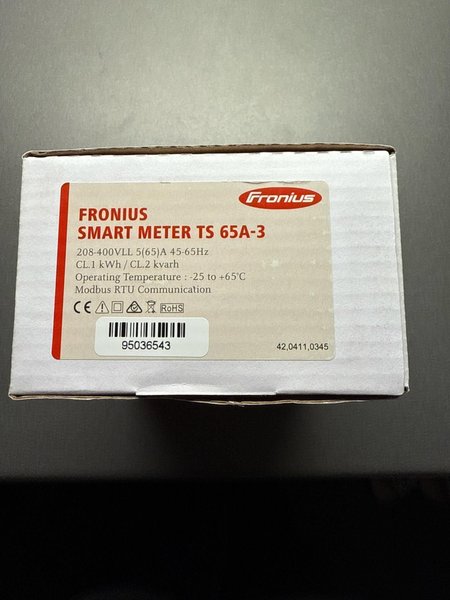 Fronius
FRONIUS
SMART METER TS 65A-3
208-400VLL 5(65)A 45-65Hz
CL.1 kWh / CL.2 kvarh
Operating Temperature : -25 to +65°C
Modbus RTU Communication
CE RoHS
95036543
42,0411,0345